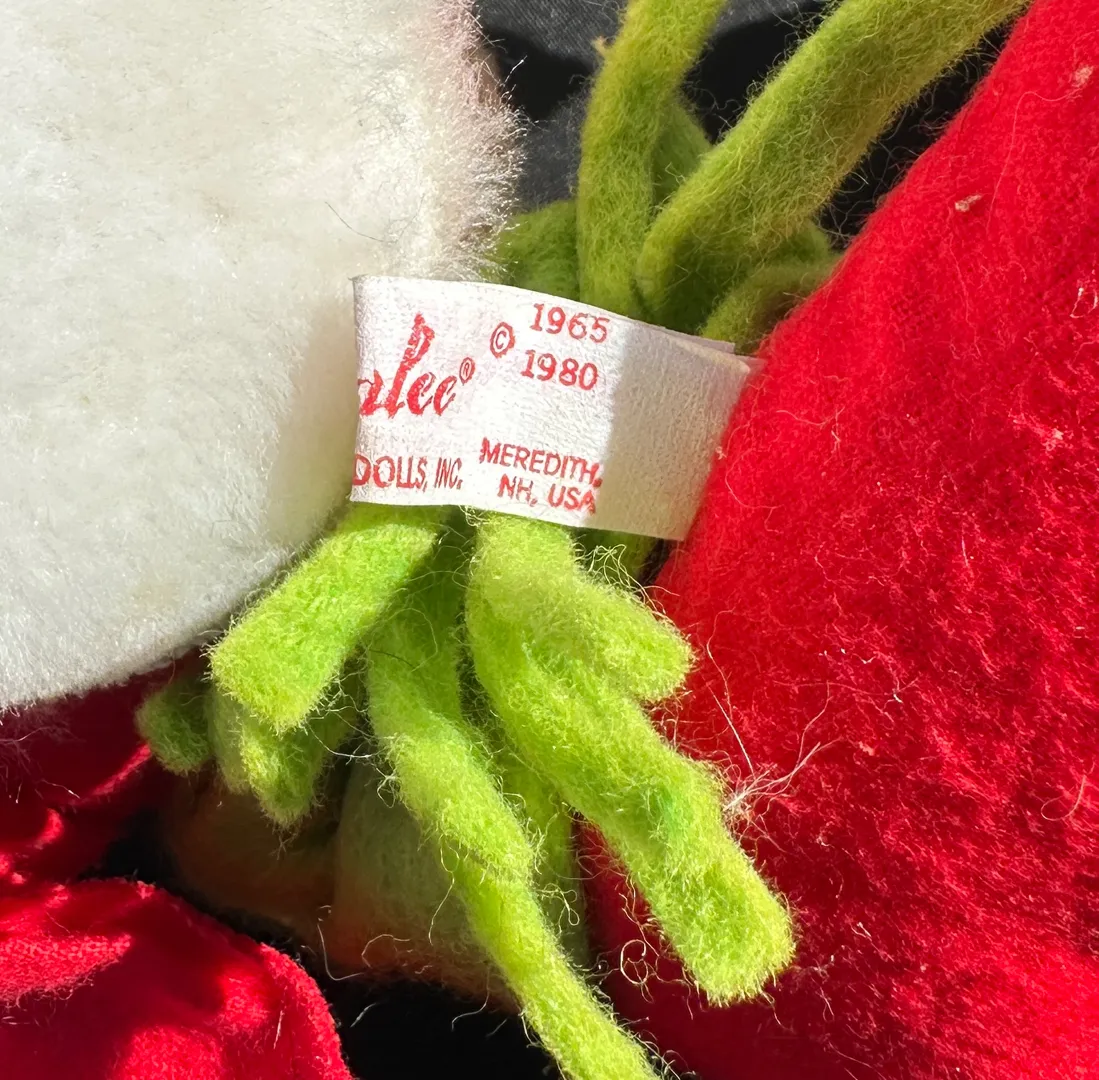 alee® © 1965
1980
DOLLS, INC. MEREDITH,
NH, USA